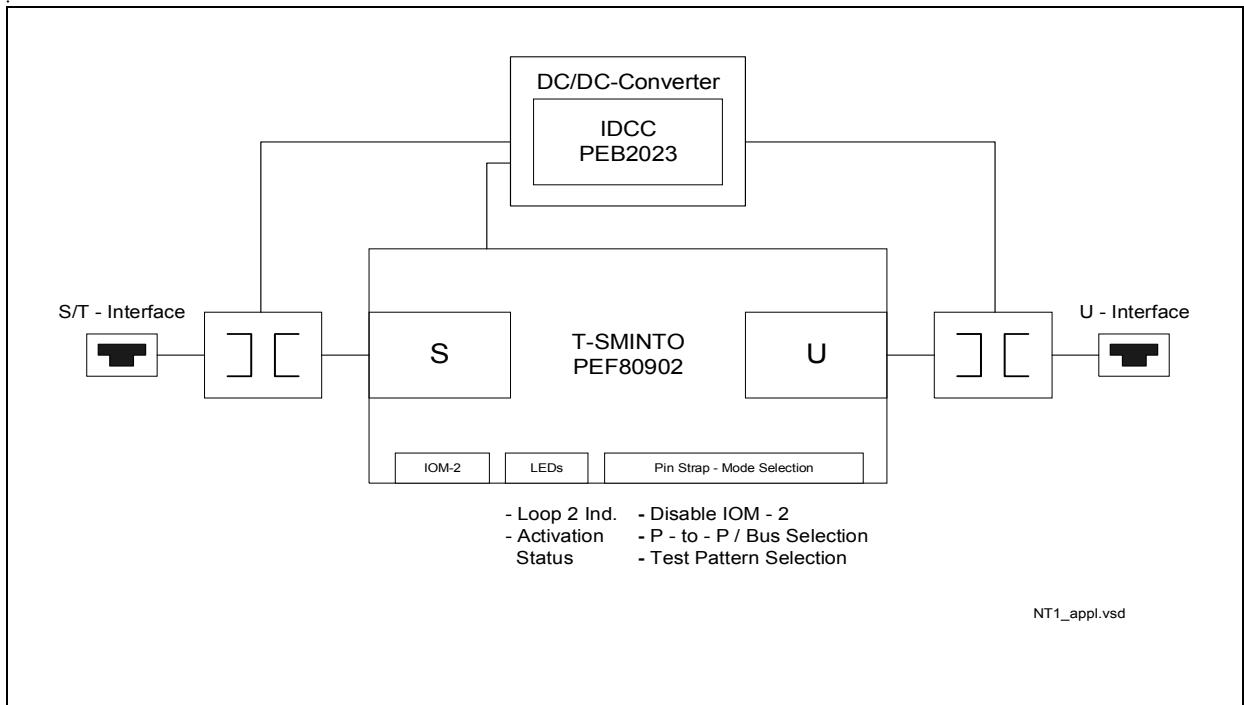 DC/DC-Converter
IDCC
PEB2023
S/T - Interface
U - Interface
S
T-SMINTO
PEF80902
U
IOM-2
LEDs
Pin Strap - Mode Selection
- Loop 2 Ind.
- Activation
Status
- Disable IOM - 2
- P - to - P / Bus Selection
- Test Pattern Selection
NT1_appl.vsd